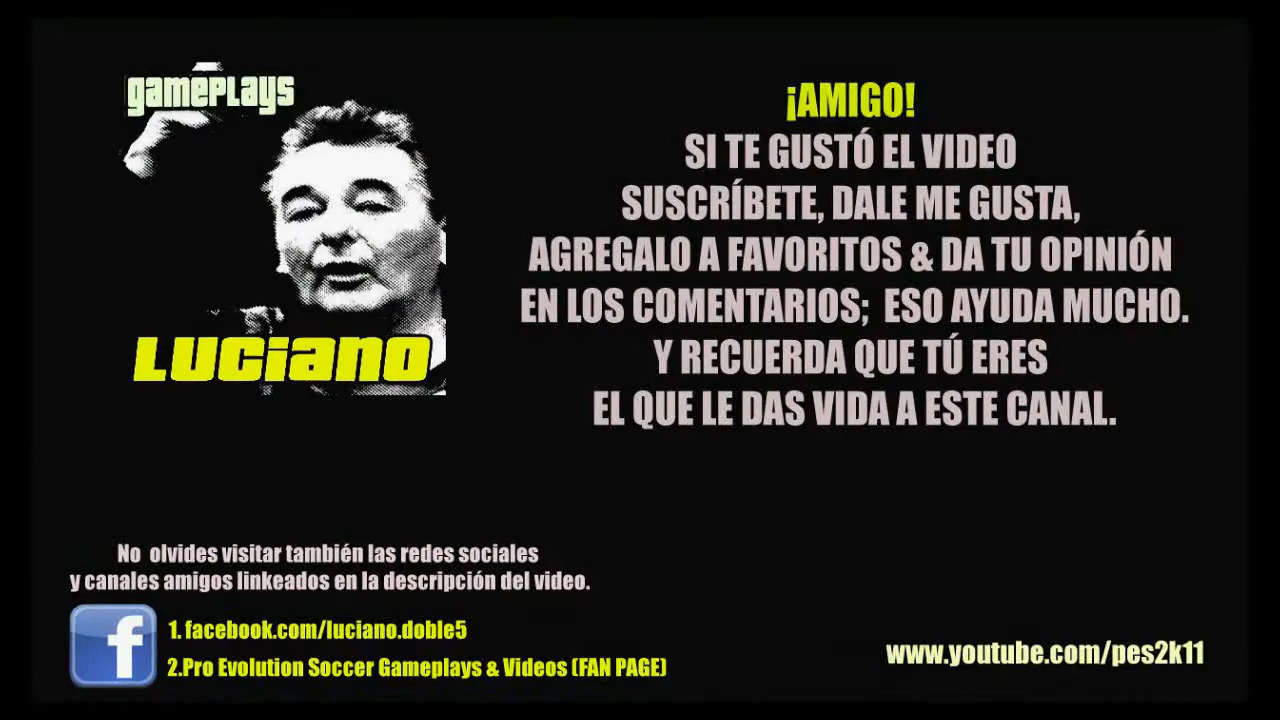 gamePLays
LUCiano
¡AMIGO!
SI TE GUSTÓ EL VIDEO
SUSCRÍBETE, DALE ME GUSTA,
AGREGALO A FAVORITOS & DA TU OPINIÓN
EN LOS COMENTARIOS; ESO AYUDA MUCHO.
Y RECUERDA QUE TÚ ERES
EL QUE LE DAS VIDA A ESTE CANAL.
No olvides visitar también las redes sociales
y canales amigos linkeados en la descripción del video.
f
1. facebook.com/luciano.doble5
2.Pro Evolution Soccer Gameplays & Videos (FAN PAGE)
www.youtube.com/pes2k11